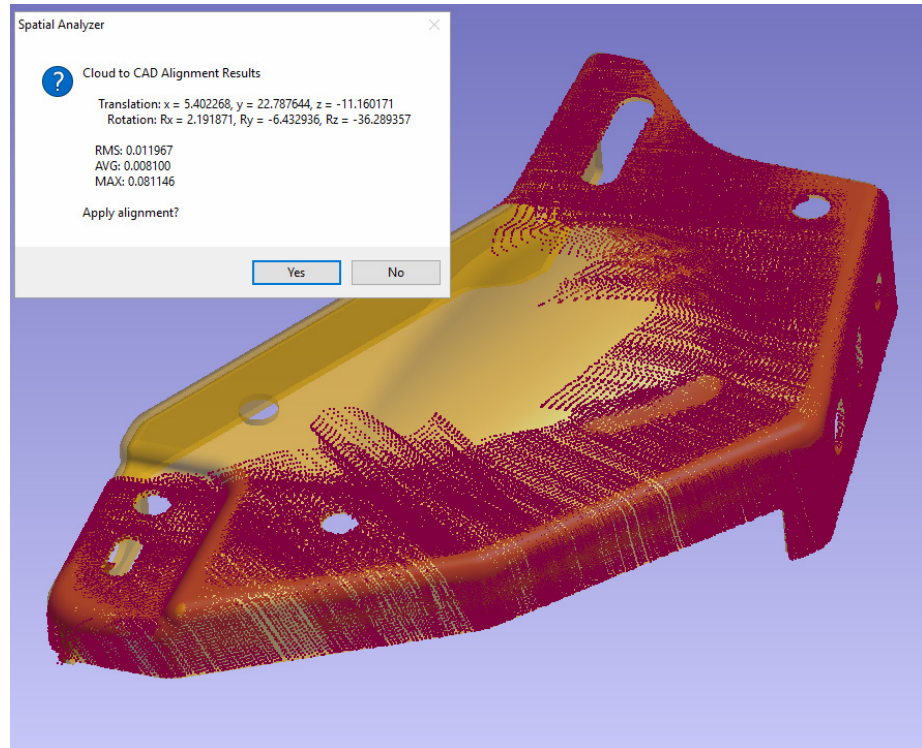 Spatial Analyzer
Cloud to CAD Alignment Results
Translation: x = 5.402268, y = 22.787644, z = -11.160171
Rotation: Rx = 2.191871, Ry = -6.432936, Rz = -36.289357
RMS: 0.011967
AVG: 0.008100
MAX: 0.081146
Apply alignment?
Yes No